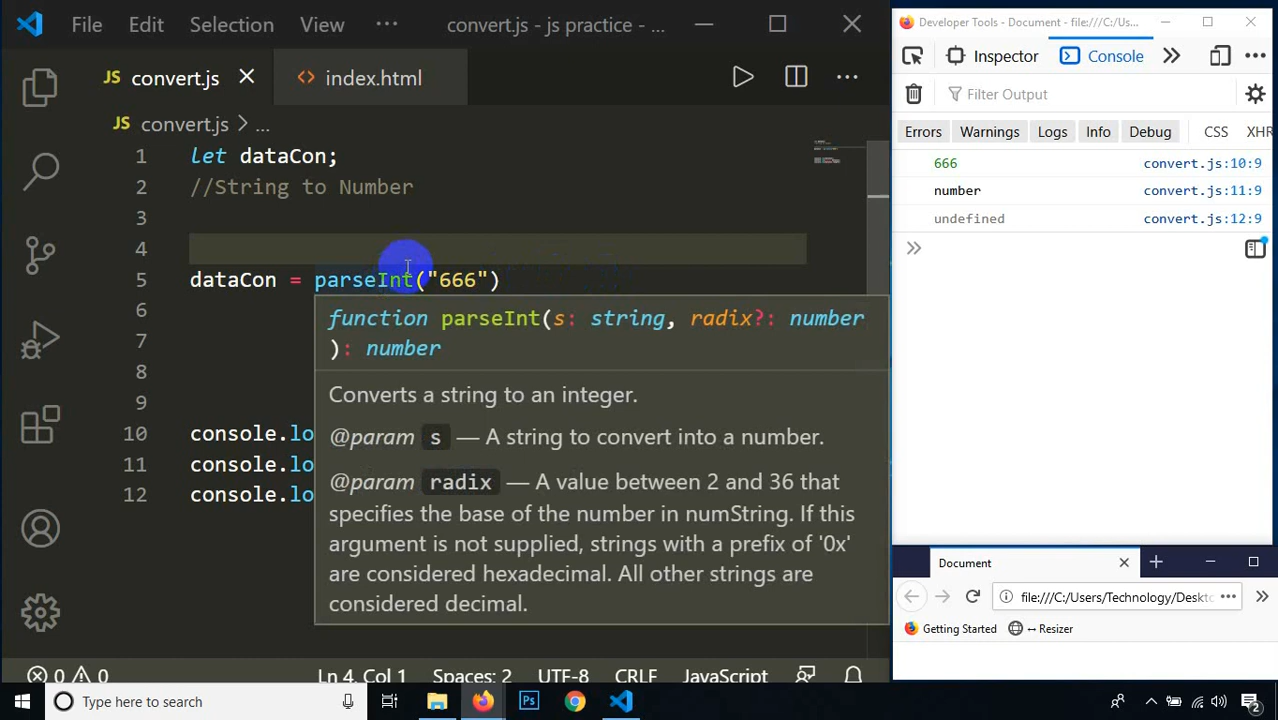 File Edit Selection View ··· convert.js - js practice - ...
JS convert.js
<> index.html
JS convert.js > ...
1 let dataCon;
2 //String to Number
3
4
5 dataCon = parseInt("666")
6
7
8
9
10 console.lo
11 console.lo
12 console.lo
function parseInt(s: string, radix?: number
): number
Converts a string to an integer.
@param s — A string to convert into a number.
@param radix — A value between 2 and 36 that
specifies the base of the number in numString. If this
argument is not supplied, strings with a prefix of '0x'
are considered hexadecimal. All other strings are
considered decimal.
0 0 Ln 4, Col 1 Spaces: 2 UTF-8 CRLF JavaScript
Developer Tools - Document - file:///C:/Us...
Inspector Console
Filter Output
Errors Warnings Logs Info Debug CSS XHR
666 convert.js:10:9
number convert.js:11:9
undefined convert.js:12:9
Document
file:///C:/Users/Technology/Deskto
Getting Started Resizer
Type here to search
Ps
2